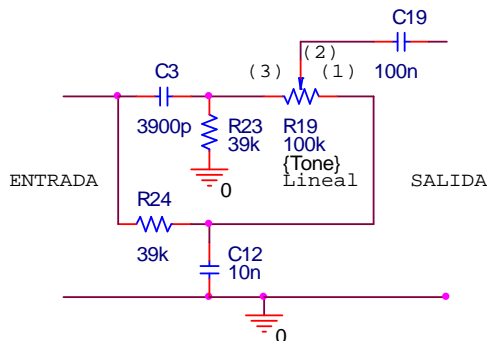 C19
(2)
C3
(3)
(1)
100n
3900p
R23
39k
R19
100k
{Tone}
Lineal
0
ENTRADA
SALIDA
R24
39k
C12
10n
0